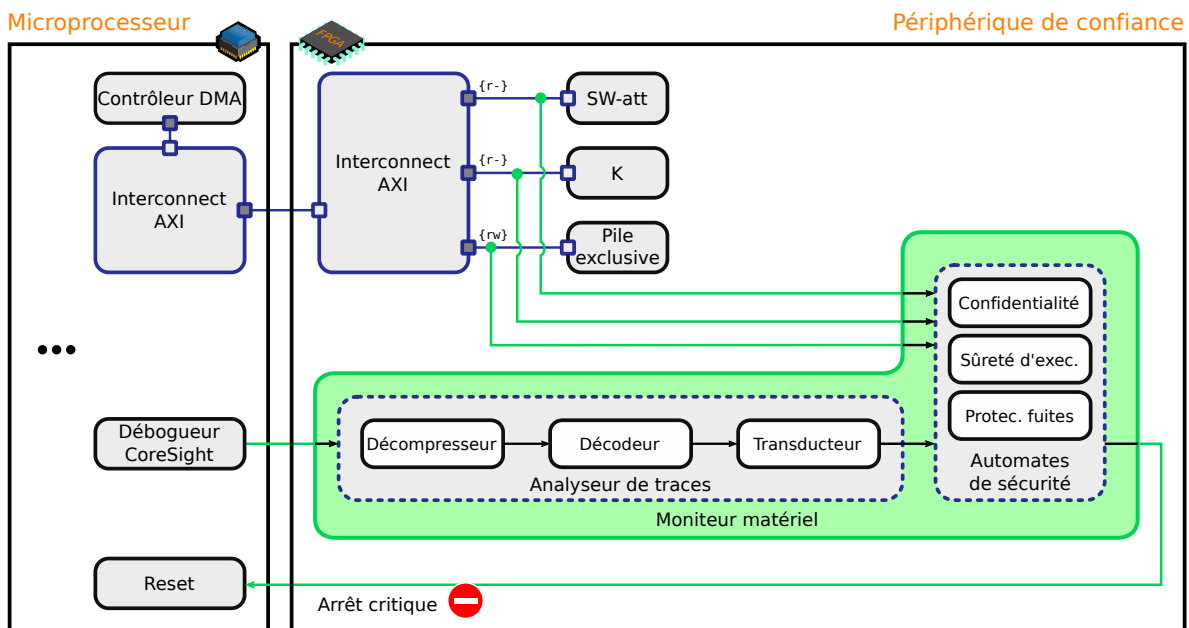 Microprocesseur
FPGA
Périphérique de confiance
Contrôleur DMA
Interconnect
AXI
Interconnect
AXI
{r-}
SW-att
{r-}
K
{rw}
Pile
exclusive
•••
Confidentialité
Sûreté d'exec.
Protec. fuites
Automates
de sécurité
Débogueur
CoreSight
Décompresseur
Décodeur
Transducteur
Analyseur de traces
Moniteur matériel
Reset
Arrêt critique